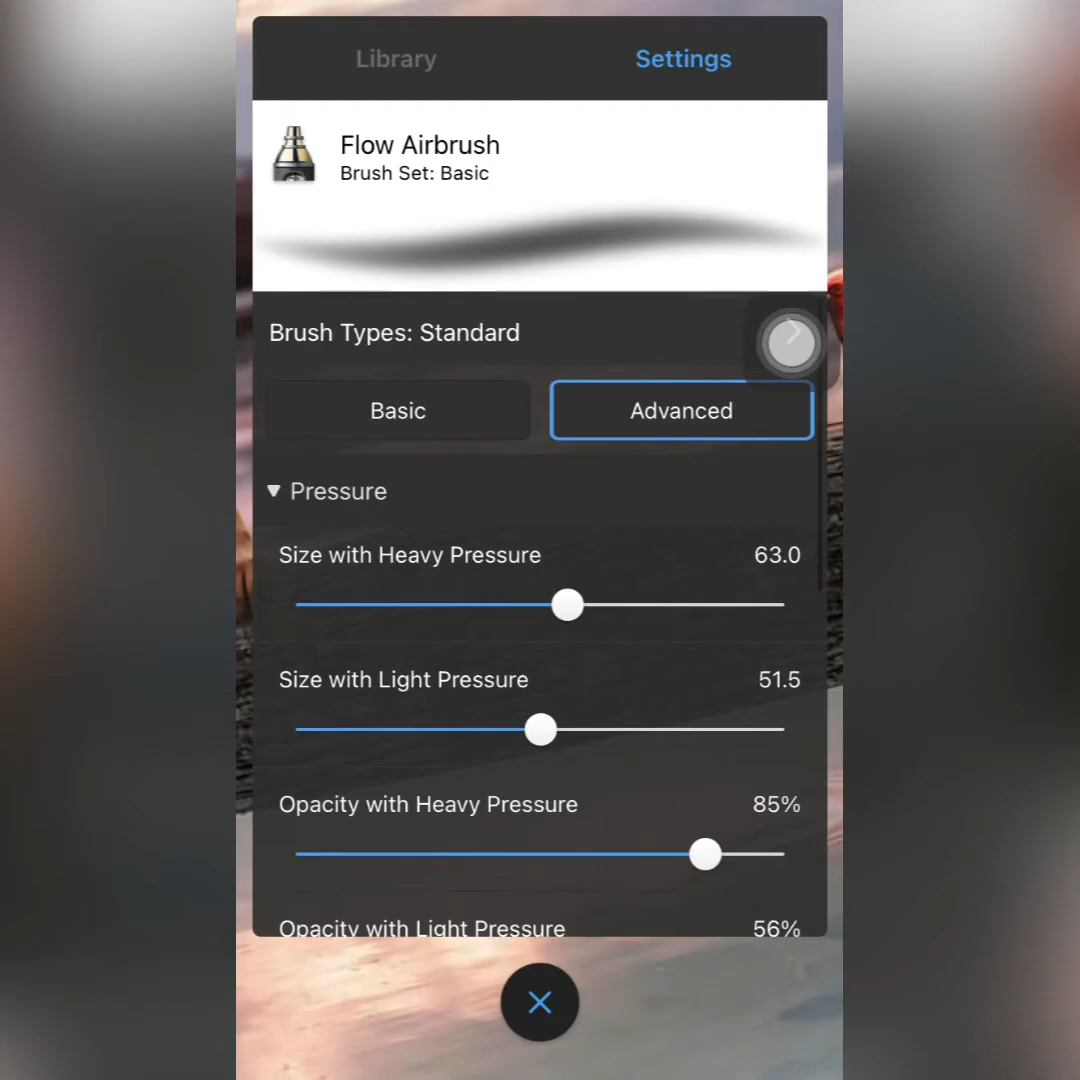 Library Settings
Flow Airbrush
Brush Set: Basic
Brush Types: Standard
Basic Advanced
Pressure
Size with Heavy Pressure 63.0
Size with Light Pressure 51.5
Opacity with Heavy Pressure 85%
Opacity with Light Pressure 56%